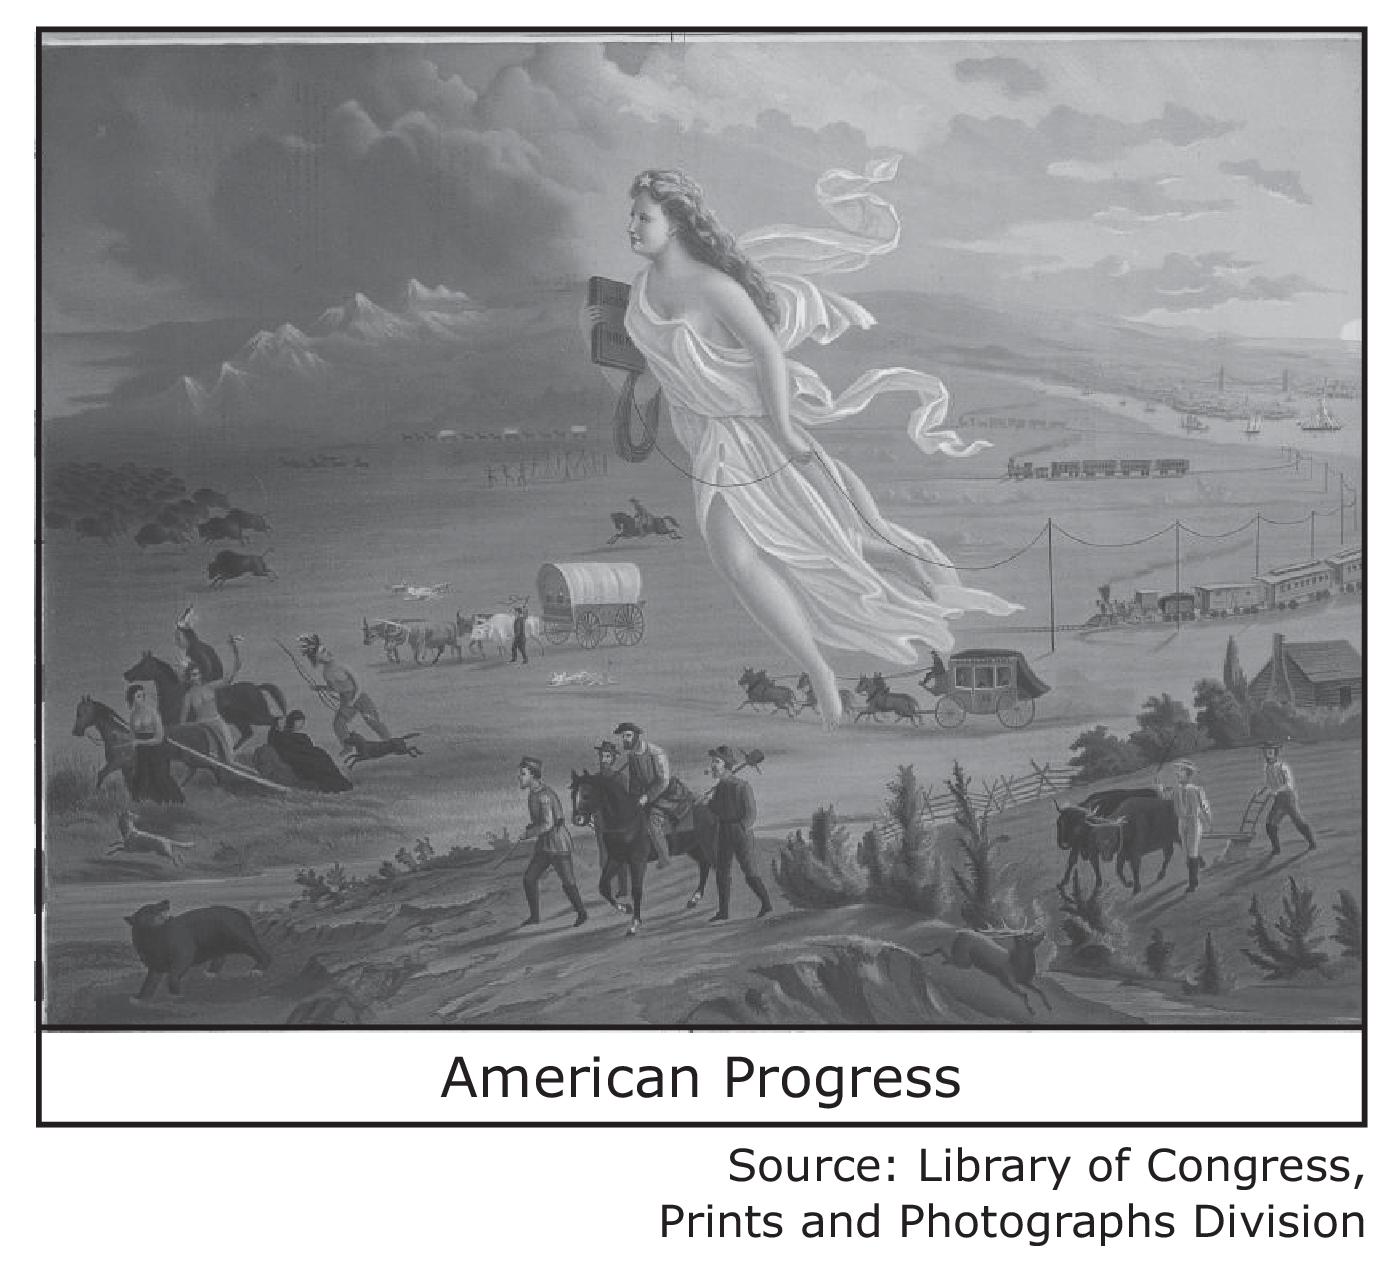 American Progress
Source: Library of Congress,
Prints and Photographs Division